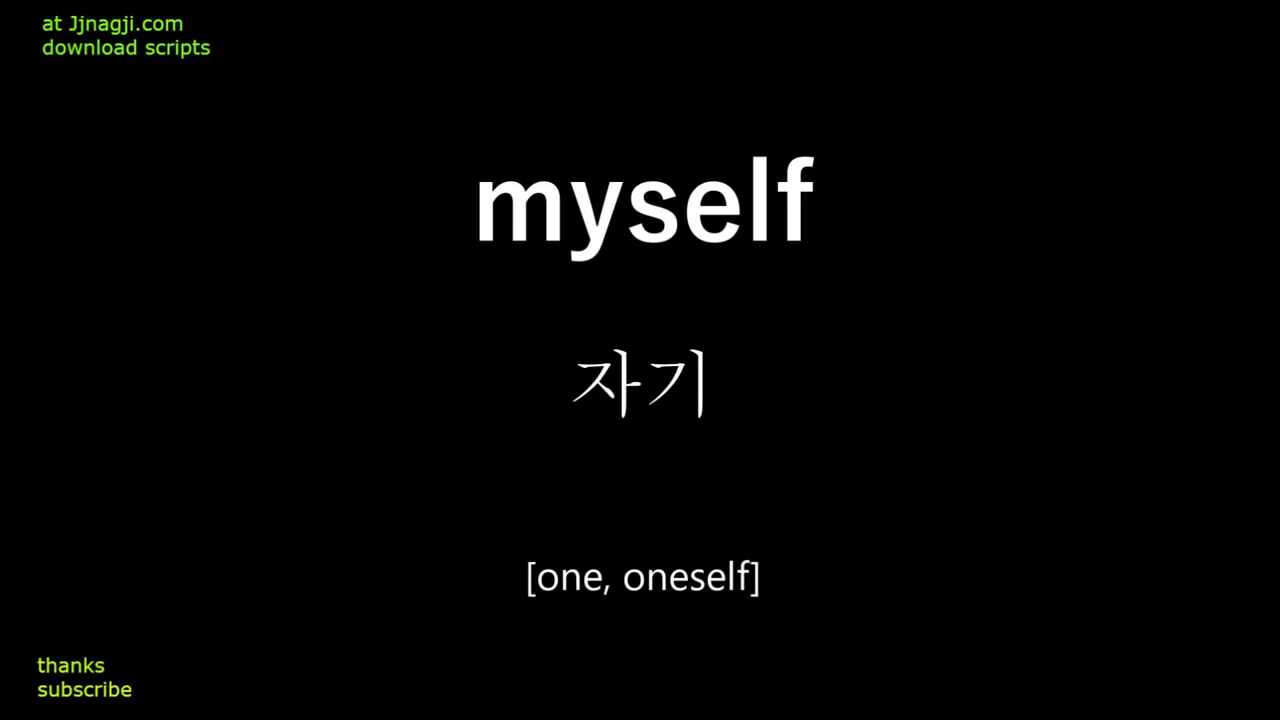 at Jjnagji.com
download scripts
myself
자기
[one, oneself]
thanks
subscribe